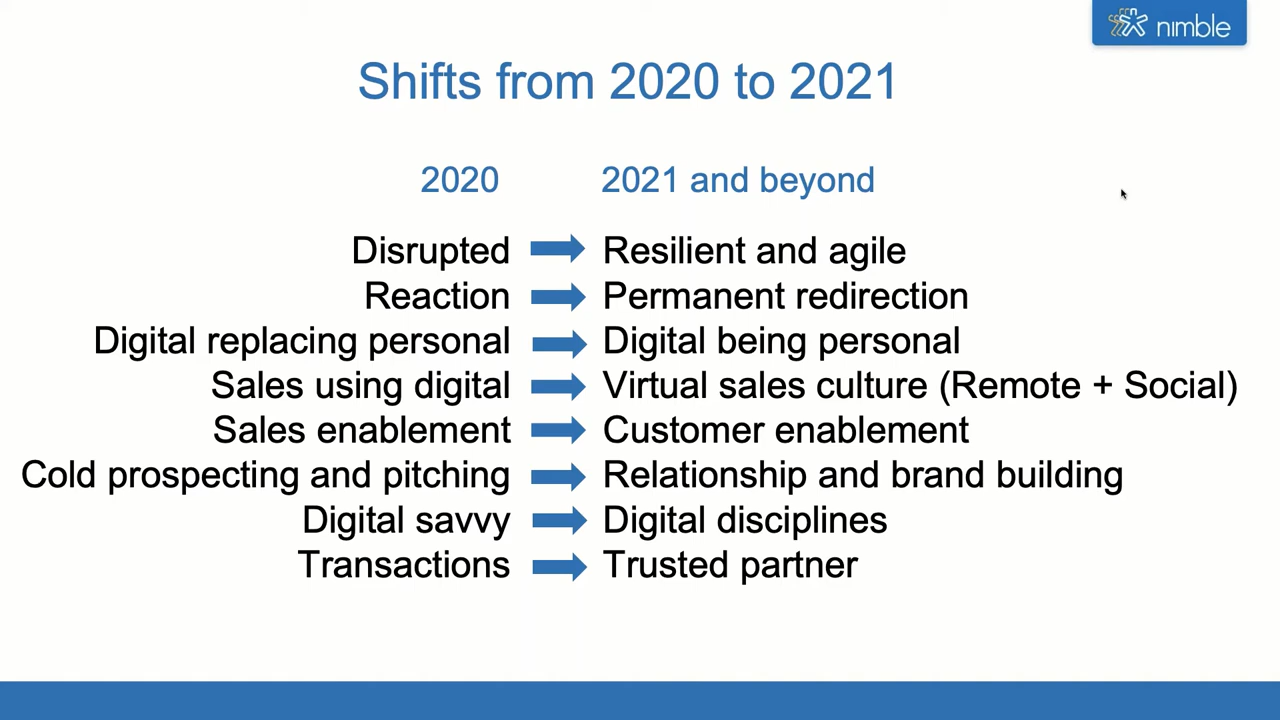 nimble
Shifts from 2020 to 2021
2020 2021 and beyond
Disrupted Resilient and agile
Reaction Permanent redirection
Digital replacing personal Digital being personal
Sales using digital Virtual sales culture (Remote + Social)
Sales enablement Customer enablement
Cold prospecting and pitching Relationship and brand building
Digital savvy Digital disciplines
Transactions Trusted partner